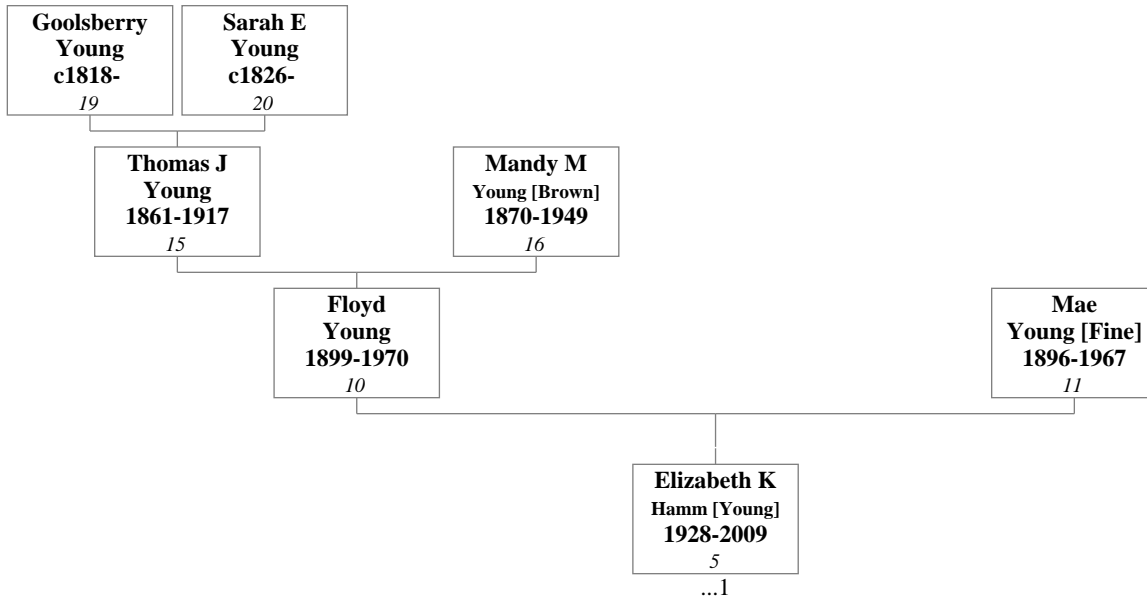 Goolsberry
Young
c1818-
19
Sarah E
Young
c1826-
20
Thomas J
Young
1861-1917
15
Mandy M
Young [Brown]
1870-1949
16
Floyd
Young
1899-1970
10
Mae
Young [Fine]
1896-1967
11
Elizabeth K
Hamm [Young]
1928-2009
5
...1